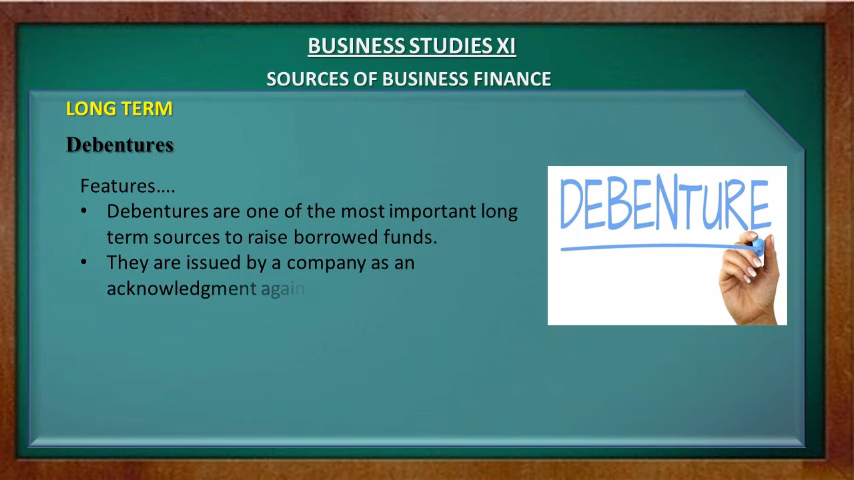 BUSINESS STUDIES XI
SOURCES OF BUSINESS FINANCE
LONG TERM
Debentures
Features....
• Debentures are one of the most important long
term sources to raise borrowed funds.
• They are issued by a company as an
acknowledgment again
DEBENTURE